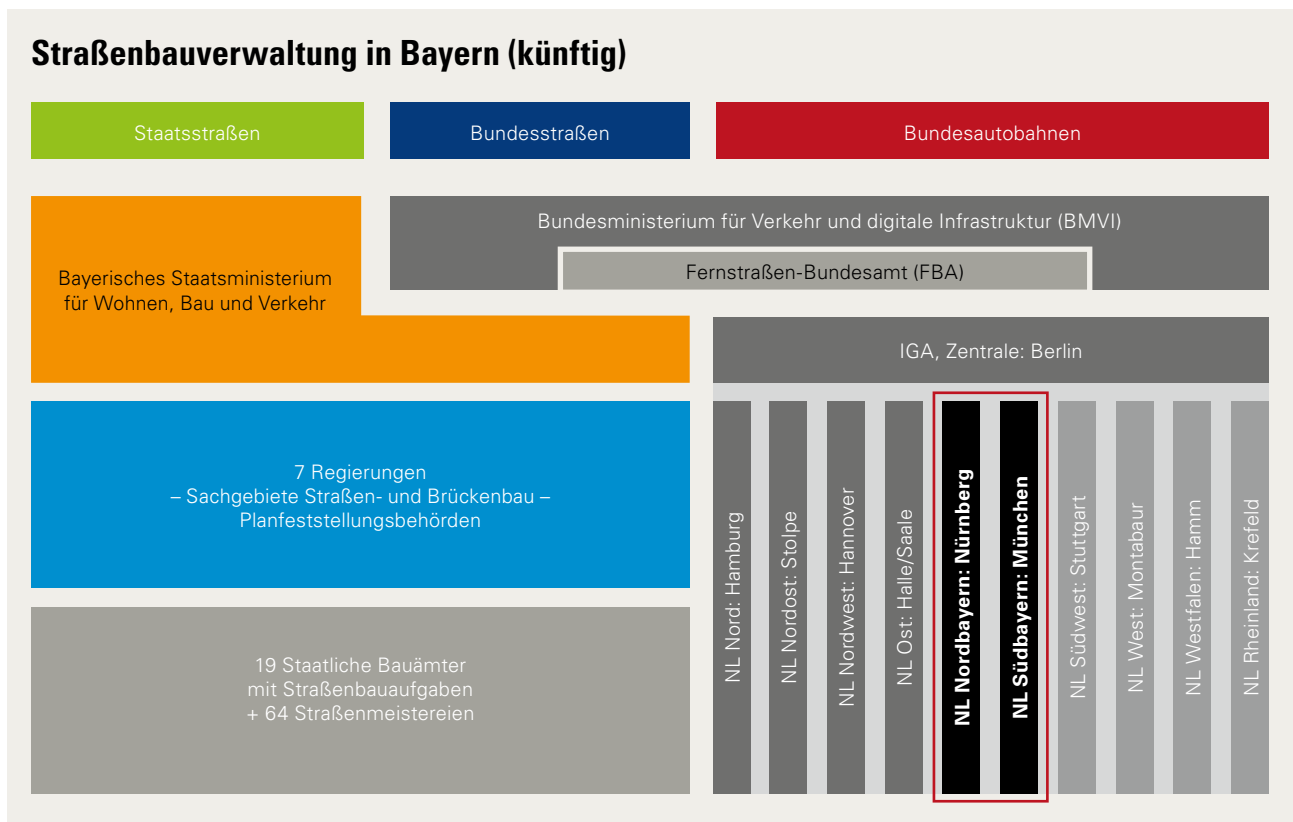 Straßenbauverwaltung in Bayern (künftig)
Staatsstraßen
Bundesstraßen
Bundesautobahnen
Bayerisches Staatsministerium
für Wohnen, Bau und Verkehr
Bundesministerium für Verkehr und digitale Infrastruktur (BMVI)
Fernstraßen-Bundesamt (FBA)
IGA, Zentrale: Berlin
7 Regierungen
– Sachgebiete Straßen- und Brückenbau –
Planfeststellungsbehörden
19 Staatliche Bauämter
mit Straßenbauaufgaben
+ 64 Straßenmeistereien
NL Nord: Hamburg
NL Nordost: Stolpe
NL Nordwest: Hannover
NL Ost: Halle/Saale
NL Nordbayern: Nürnberg
NL Südbayern: München
NL Südwest: Stuttgart
NL West: Montabaur
NL Westfalen: Hamm
NL Rheinland: Krefeld